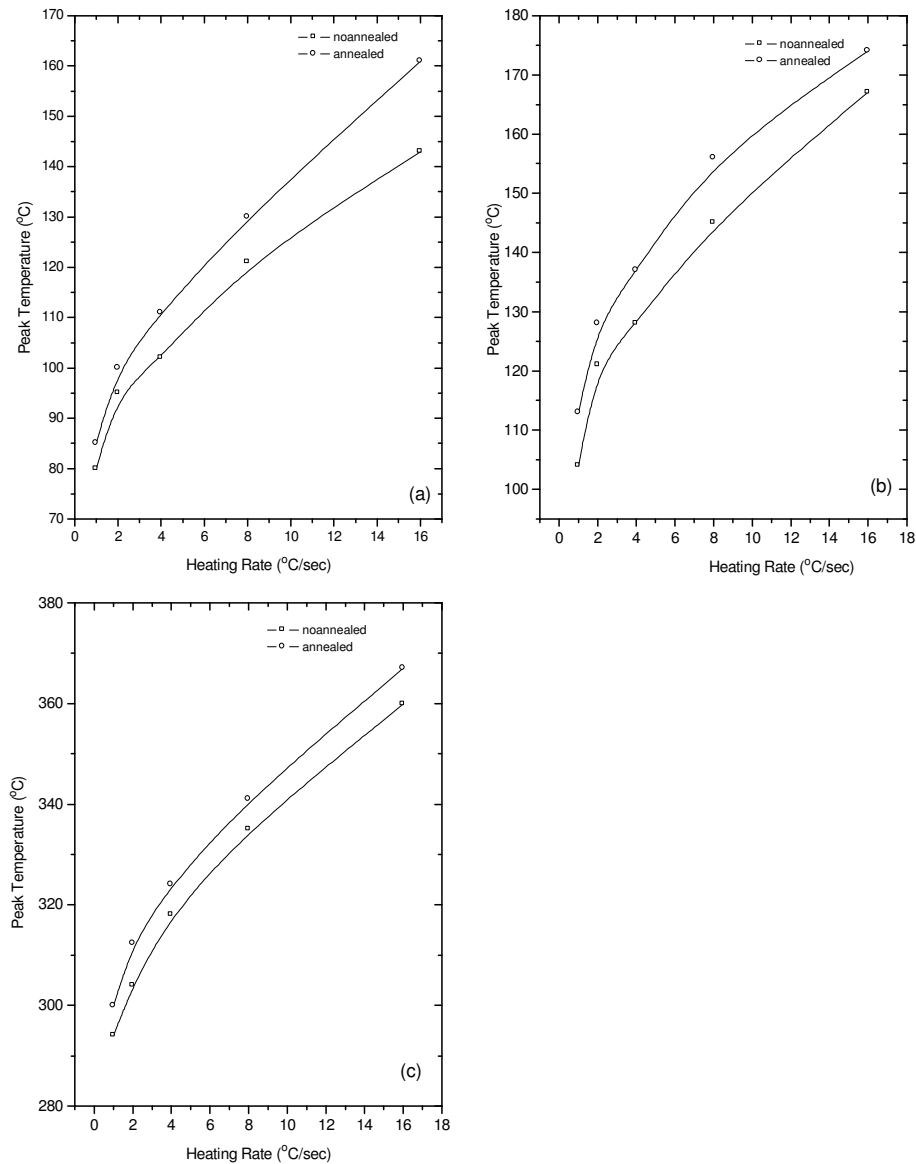 170
160
150
140
130
120
110
100
90
80
70
0 2 4 6 8 10 12 14 16
Peak Temperature (°C)
Heating Rate (°C/sec)
noannealed
annealed
(a)
180
170
160
150
140
130
120
110
100
0 2 4 6 8 10 12 14 16 18
Peak Temperature (°C)
Heating Rate (°C/sec)
noannealed
annealed
(b)
380
360
340
320
300
280
0 2 4 6 8 10 12 14 16 18
Peak Temperature (°C)
Heating Rate (°C/sec)
noannealed
annealed
(c)